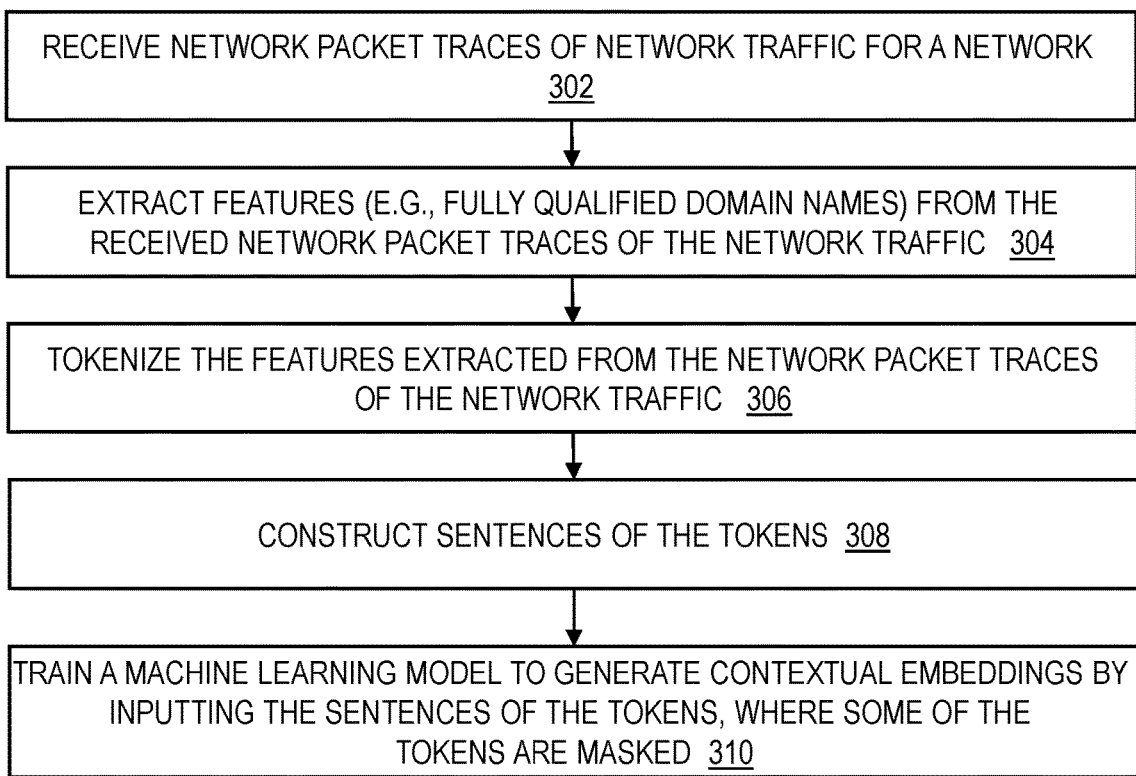 RECEIVE NETWORK PACKET TRACES OF NETWORK TRAFFIC FOR A NETWORK
302
EXTRACT FEATURES (E.G., FULLY QUALIFIED DOMAIN NAMES) FROM THE
RECEIVED NETWORK PACKET TRACES OF THE NETWORK TRAFFIC 304
TOKENIZE THE FEATURES EXTRACTED FROM THE NETWORK PACKET TRACES
OF THE NETWORK TRAFFIC 306
CONSTRUCT SENTENCES OF THE TOKENS 308
TRAIN A MACHINE LEARNING MODEL TO GENERATE CONTEXTUAL EMBEDDINGS BY
INPUTTING THE SENTENCES OF THE TOKENS, WHERE SOME OF THE
TOKENS ARE MASKED 310